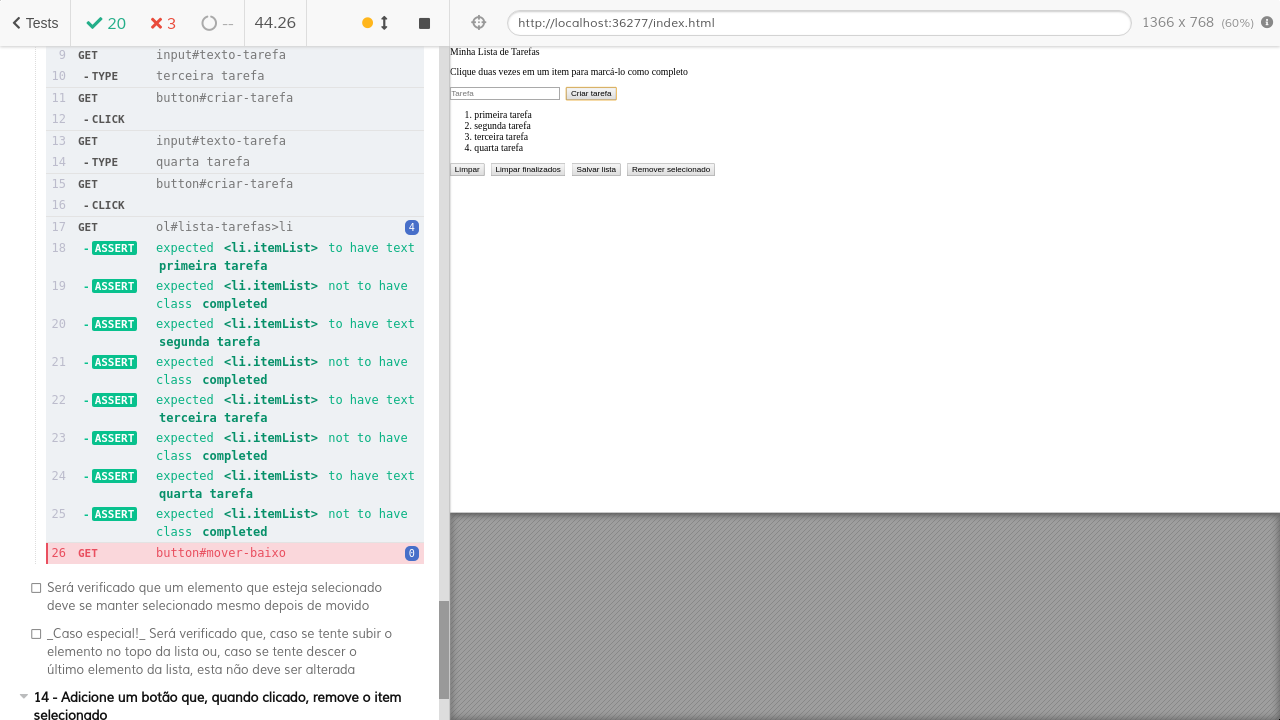 Tests 20 3 -- 44.26 http://localhost:36277/index.html 1366 x 768 (60%)
9 GET input#texto-tarefa
10 - TYPE terceira tarefa
11 GET button#criar-tarefa
12 - CLICK
13 GET input#texto-tarefa
14 - TYPE quarta tarefa
15 GET button#criar-tarefa
16 - CLICK
17 GET ol#lista-tarefas>li 4
18 - ASSERT expected <li.itemList> to have text
primeira tarefa
19 - ASSERT expected <li.itemList> not to have
class completed
20 - ASSERT expected <li.itemList> to have text
segunda tarefa
21 - ASSERT expected <li.itemList> not to have
class completed
22 - ASSERT expected <li.itemList> to have text
terceira tarefa
23 - ASSERT expected <li.itemList> not to have
class completed
24 - ASSERT expected <li.itemList> to have text
quarta tarefa
25 - ASSERT expected <li.itemList> not to have
class completed
26 GET button#mover-baixo 0
Será verificado que um elemento que esteja selecionado
deve se manter selecionado mesmo depois de movido
_Caso especial!_ Será verificado que, caso se tente subir o
elemento no topo da lista ou, caso se tente descer o
último elemento da lista, esta não deve ser alterada
14 - Adicione um botão que, quando clicado, remove o item
selecionado
Minha Lista de Tarefas
Clique duas vezes em um item para marcá-lo como completo
Tarefa Criar tarefa
1. primeira tarefa
2. segunda tarefa
3. terceira tarefa
4. quarta tarefa
Limpar Limpar finalizados Salvar lista Remover selecionado